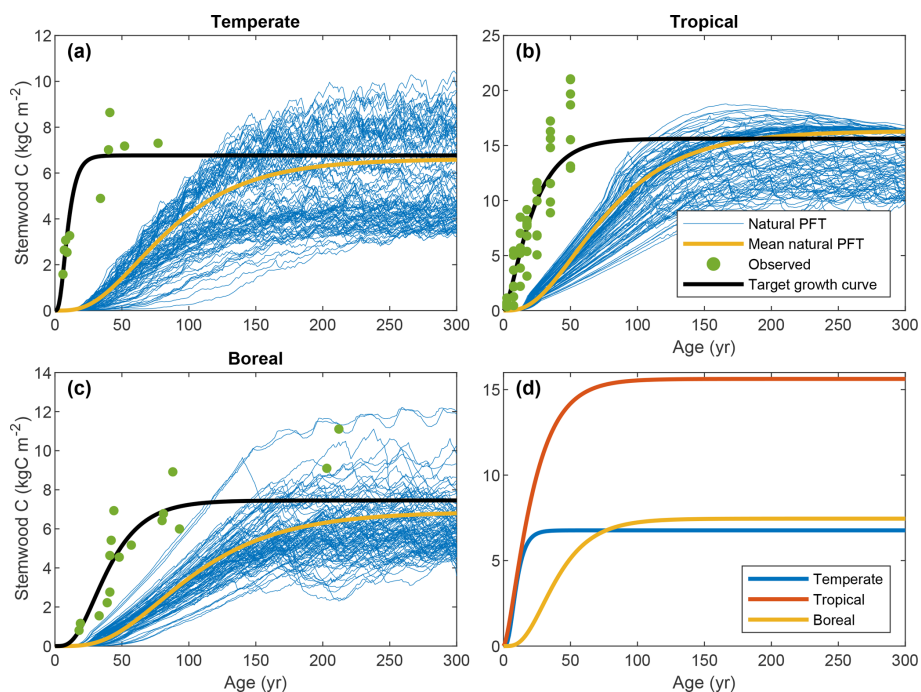 Temperate
(a)
12
10
8
6
4
2
0
Stemwood C (kgC m-2)
0 50 100 150 200 250 300
Tropical
(b)
25
20
15
10
5
0
Natural PFT
Mean natural PFT
Observed
Target growth curve
0 50 100 150 200 250 300
Age (yr)
Boreal
(c)
14
12
10
8
6
4
2
0
Stemwood C (kgC m-2)
0 50 100 150 200 250 300
Age (yr)
(d)
15
10
5
0
Temperate
Tropical
Boreal
0 50 100 150 200 250 300
Age (yr)